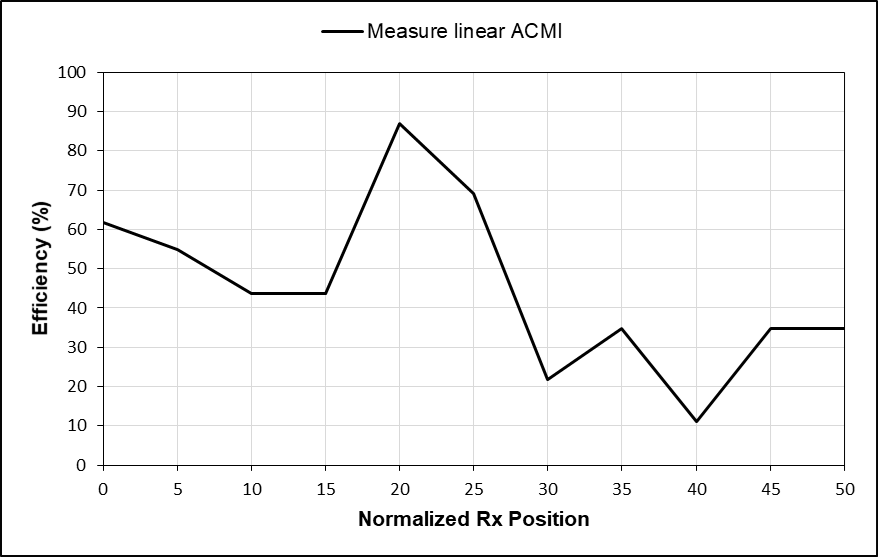 Measure linear ACMI
100
90
80
70
60
50
40
30
20
10
0
Efficiency (%)
0 5 10 15 20 25 30 35 40 45 50
Normalized Rx Position